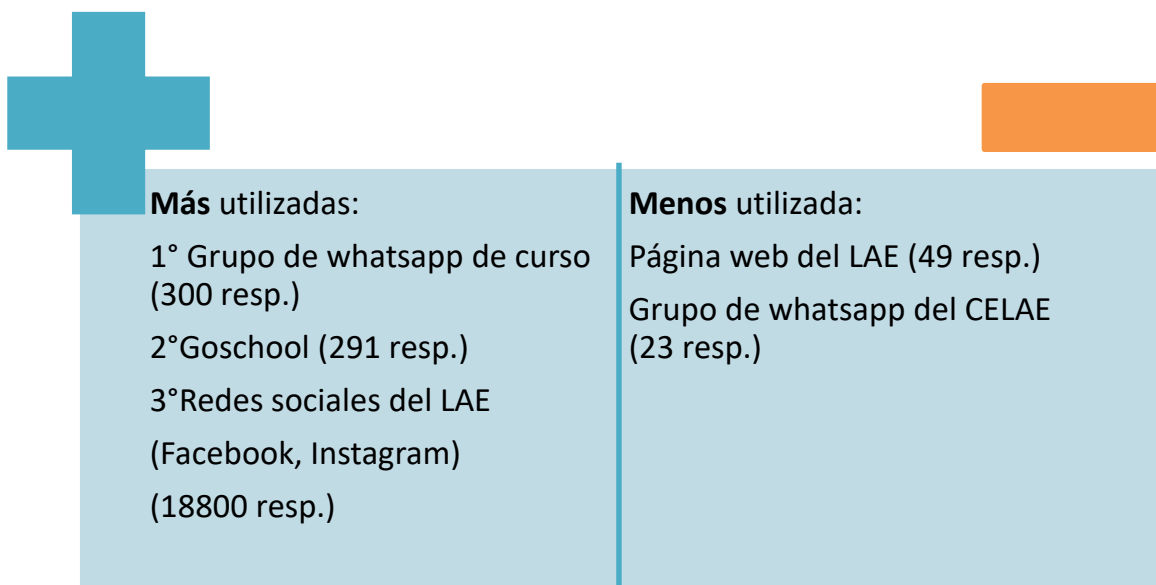 Más utilizadas:
1° Grupo de whatsapp de curso
(300 resp.)
2°Goschool (291 resp.)
3°Redes sociales del LAE
(Facebook, Instagram)
(18800 resp.)
Menos utilizada:
Página web del LAE (49 resp.)
Grupo de whatsapp del CELAE
(23 resp.)